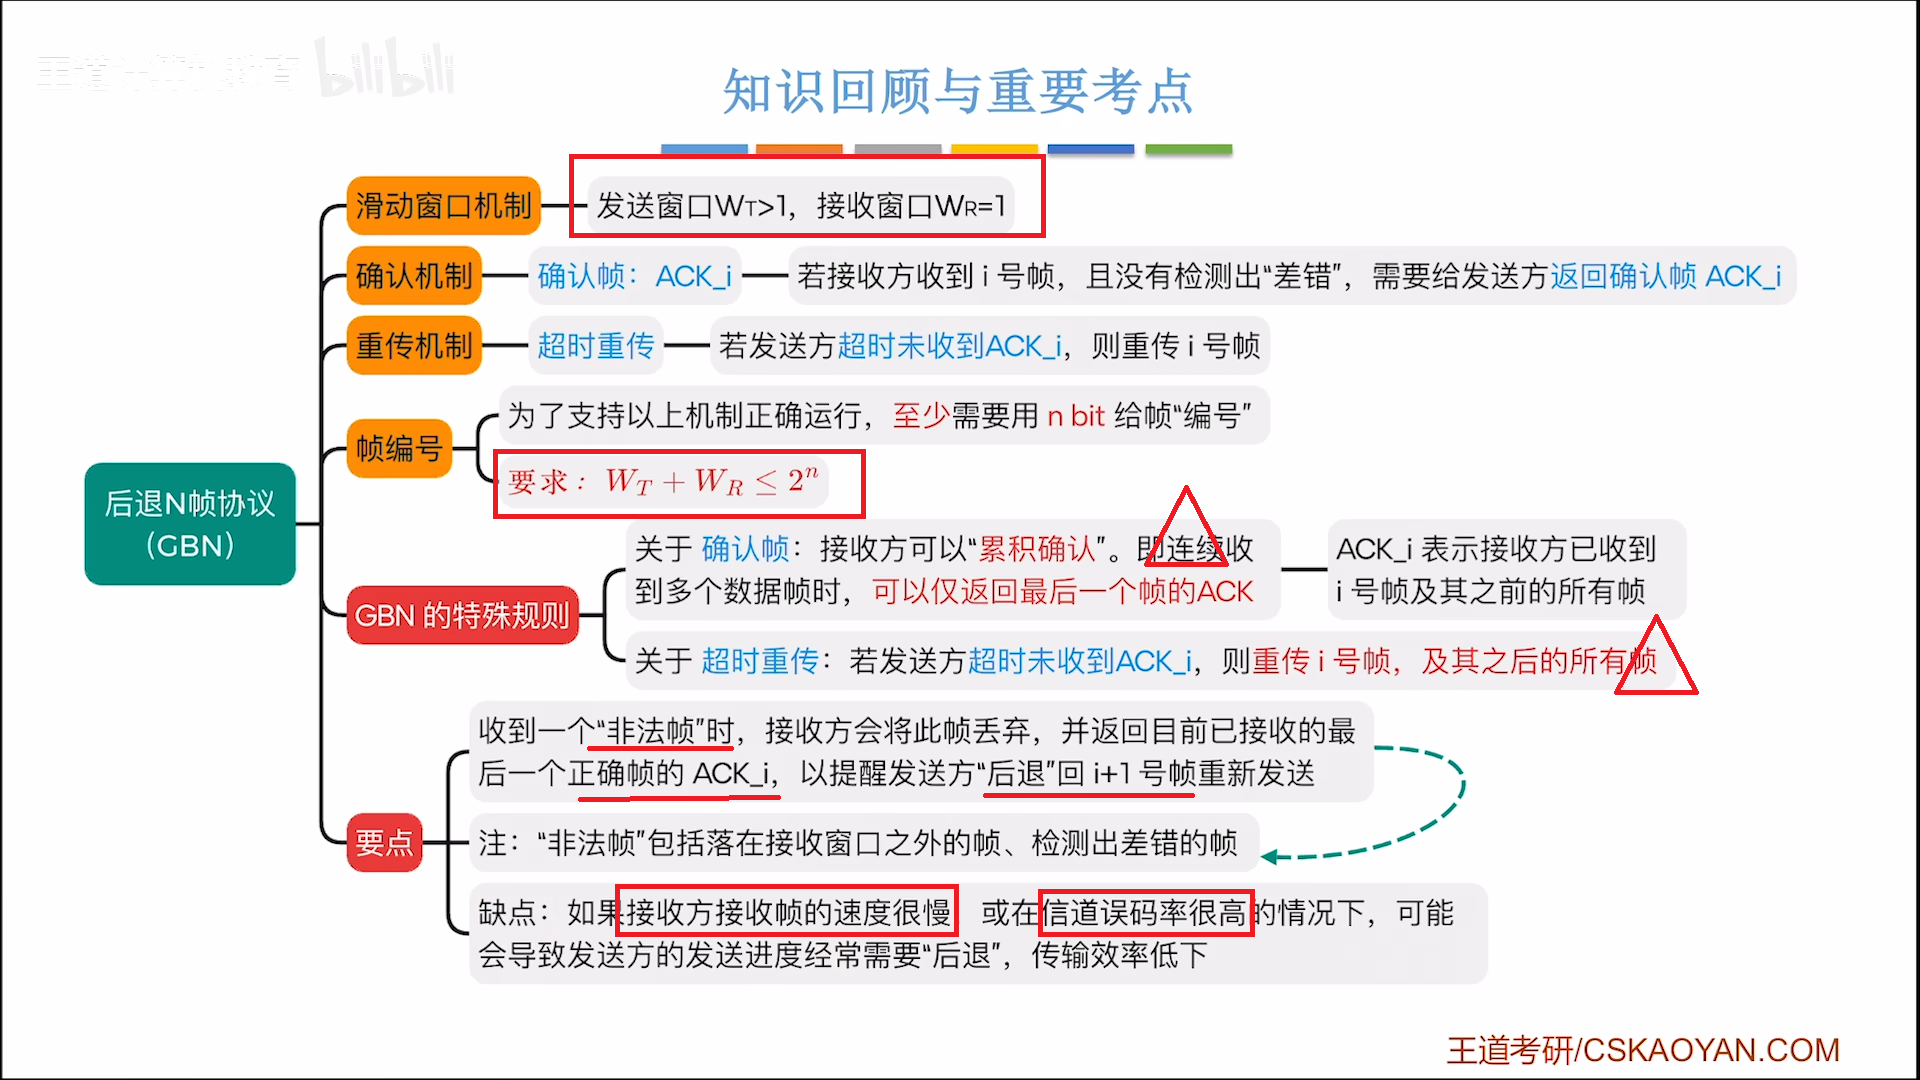 王道计算机教育 bilibili
知识回顾与重要考点
滑动窗口机制
发送窗口WT>1，接收窗口WR=1
确认机制
确认帧：ACK_i
若接收方收到 i 号帧，且没有检测出“差错”，需要给发送方返回确认帧 ACK_i
重传机制
超时重传
若发送方超时未收到ACK_i，则重传 i 号帧
帧编号
为了支持以上机制正确运行，至少需要用 n bit 给帧“编号”
要求：W_T + W_R ≤ 2^n
后退N帧协议
（GBN）
GBN 的特殊规则
关于 确认帧：接收方可以“累积确认”。即连续收
到多个数据帧时，可以仅返回最后一个帧的ACK
ACK_i 表示接收方已收到
i 号帧及其之前的所有帧
关于 超时重传：若发送方超时未收到ACK_i，则重传 i 号帧，及其之后的所有帧
要点
收到一个“非法帧”时，接收方会将此帧丢弃，并返回目前已接收的最
后一个正确帧的 ACK_i，以提醒发送方“后退”回 i+1 号帧重新发送
注：“非法帧”包括落在接收窗口之外的帧、检测出差错的帧
缺点：如果接收方接收帧的速度很慢 或在信道误码率很高的情况下，可能
会导致发送方的发送进度经常需要“后退”，传输效率低下
王道考研/CSKAOYAN.COM